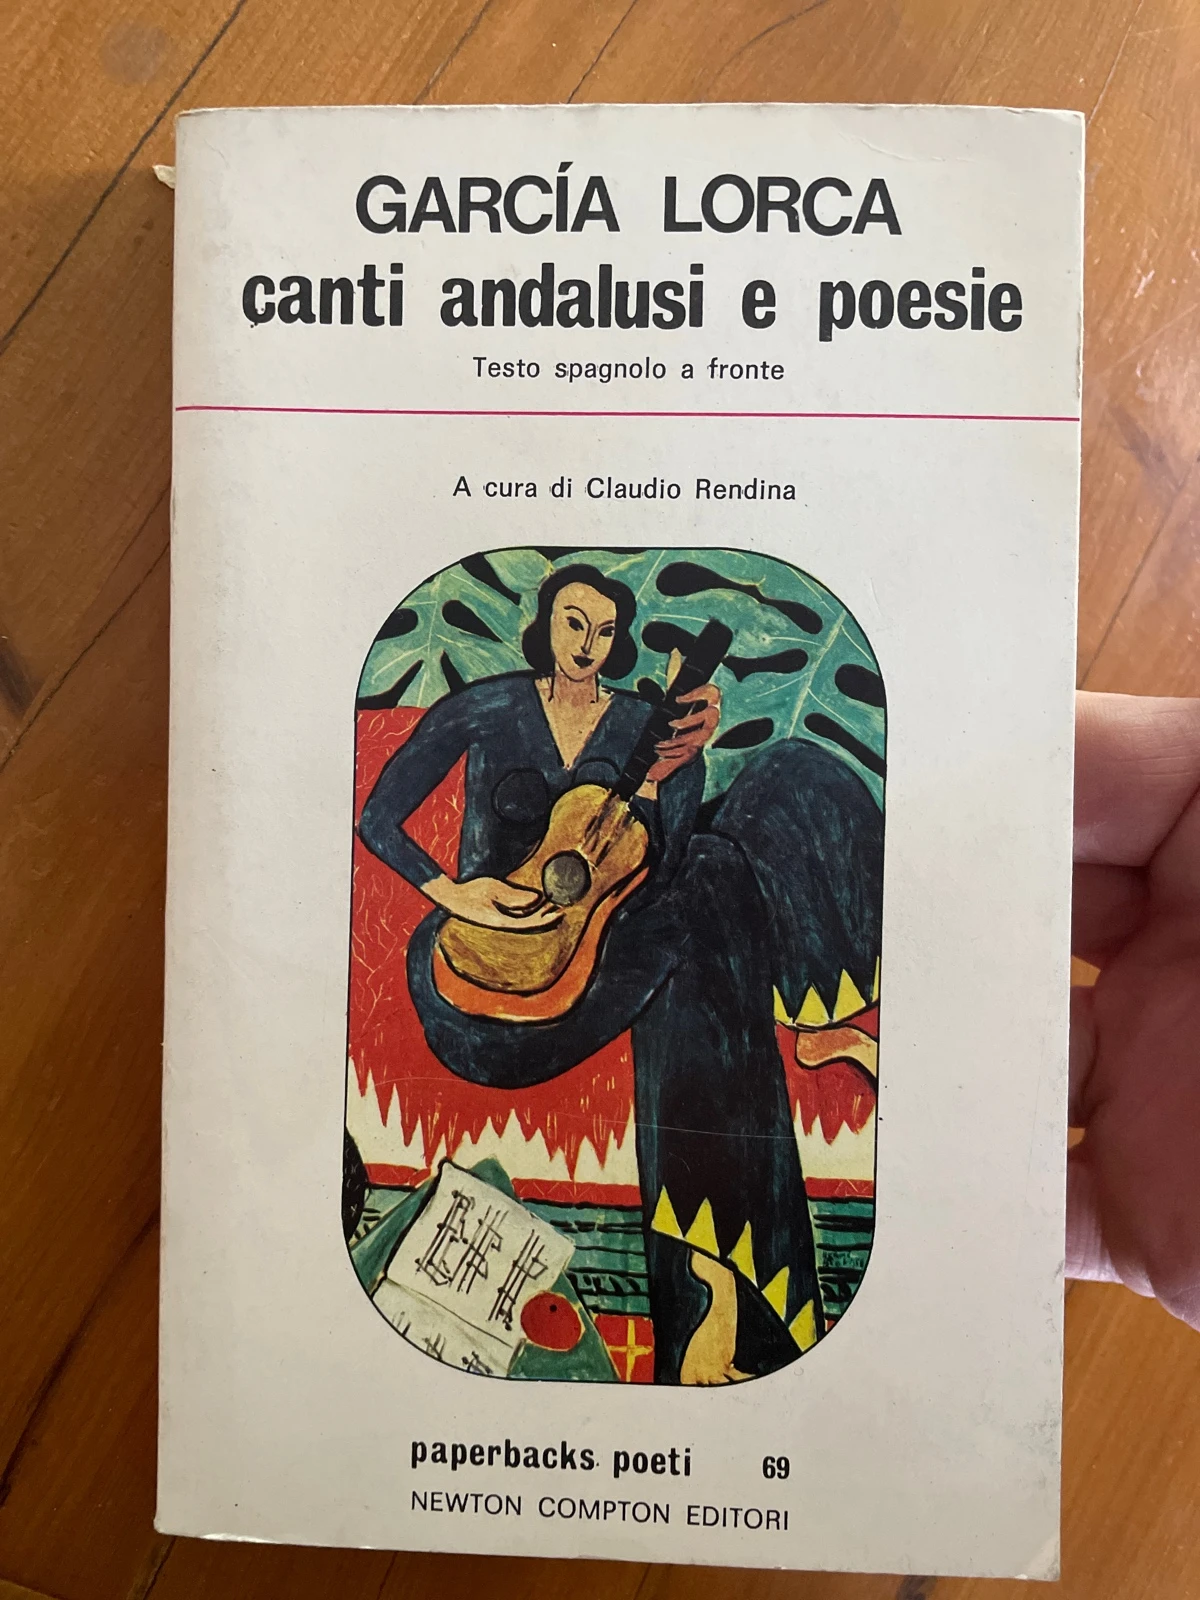 GARCÍA LORCA
canti andalusi e poesie
Testo spagnolo a fronte
A cura di Claudio Rendina
paperbacks poeti 69
NEWTON COMPTON EDITORI